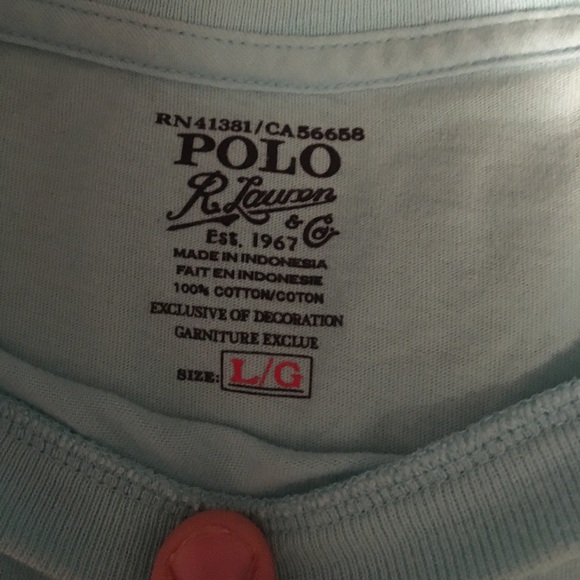 RN41381/CA56658
POLO
R. Lauren
& Co
EST. 1967
MADE IN INDONESIA
FAIT EN INDONESIE
100% COTTON/COTON
EXCLUSIVE OF DECORATION
GARNITURE EXCLUE
SIZE: L/G